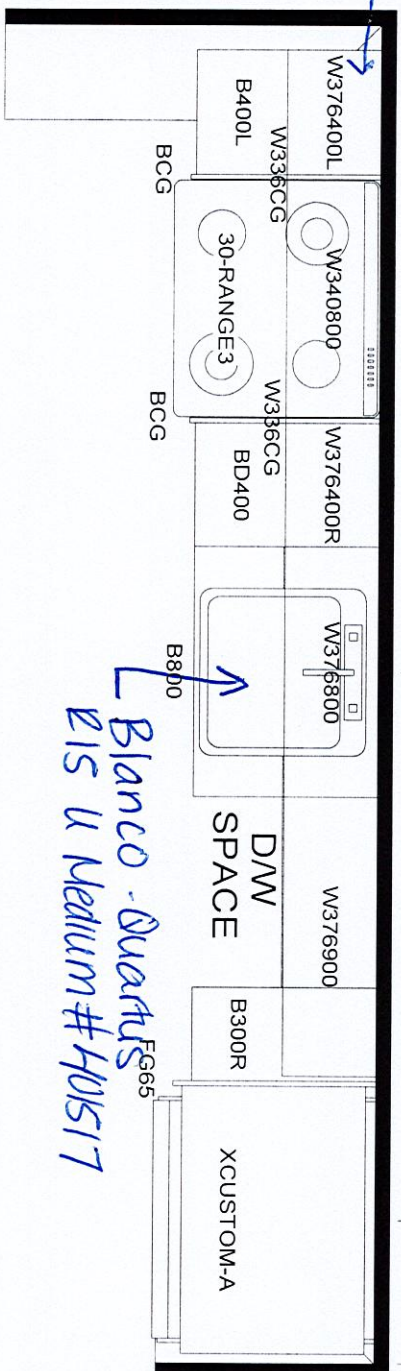 W376400L
B400L
W336CG
BCG
W340800
30-RANGE3
W336CG
BCG
W376400R
BD400
W376800
B800
Blanco - Quartus
R15 U Medium # 401517
D/W
SPACE
W376900
B300R
FG65
XCUSTOM-A